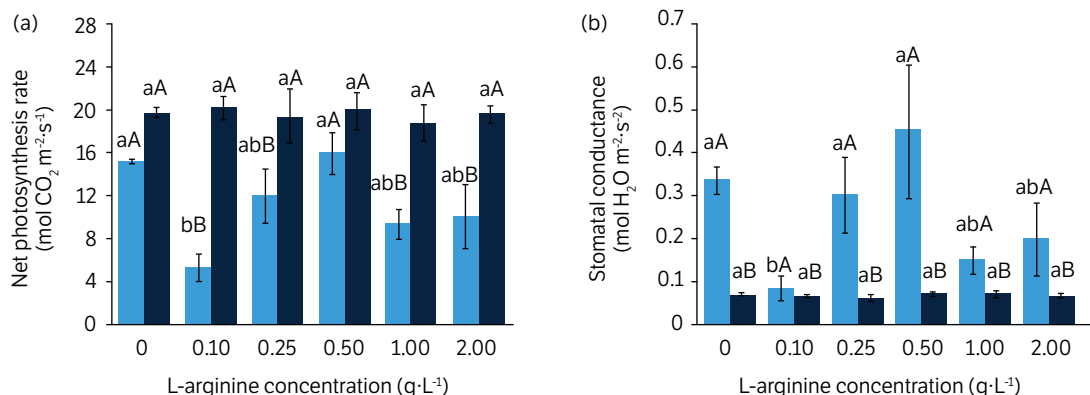 (a)
Net photosynthesis rate
(mol CO₂ m⁻²·s⁻¹)
28
24
20
16
12
8
4
0
aA
aA
bB
aA
abB
aA
aA
aA
abB
aA
abB
aA
0
0.10
0.25
0.50
1.00
2.00
L-arginine concentration (g·L⁻¹)
(b)
Stomatal conductance
(mol H₂O m⁻²·s⁻²)
0.7
0.6
0.5
0.4
0.3
0.2
0.1
0
aA
aB
bA
aB
aA
aB
aA
aB
abA
aB
abA
aB
0
0.10
0.25
0.50
1.00
2.00
L-arginine concentration (g·L⁻¹)